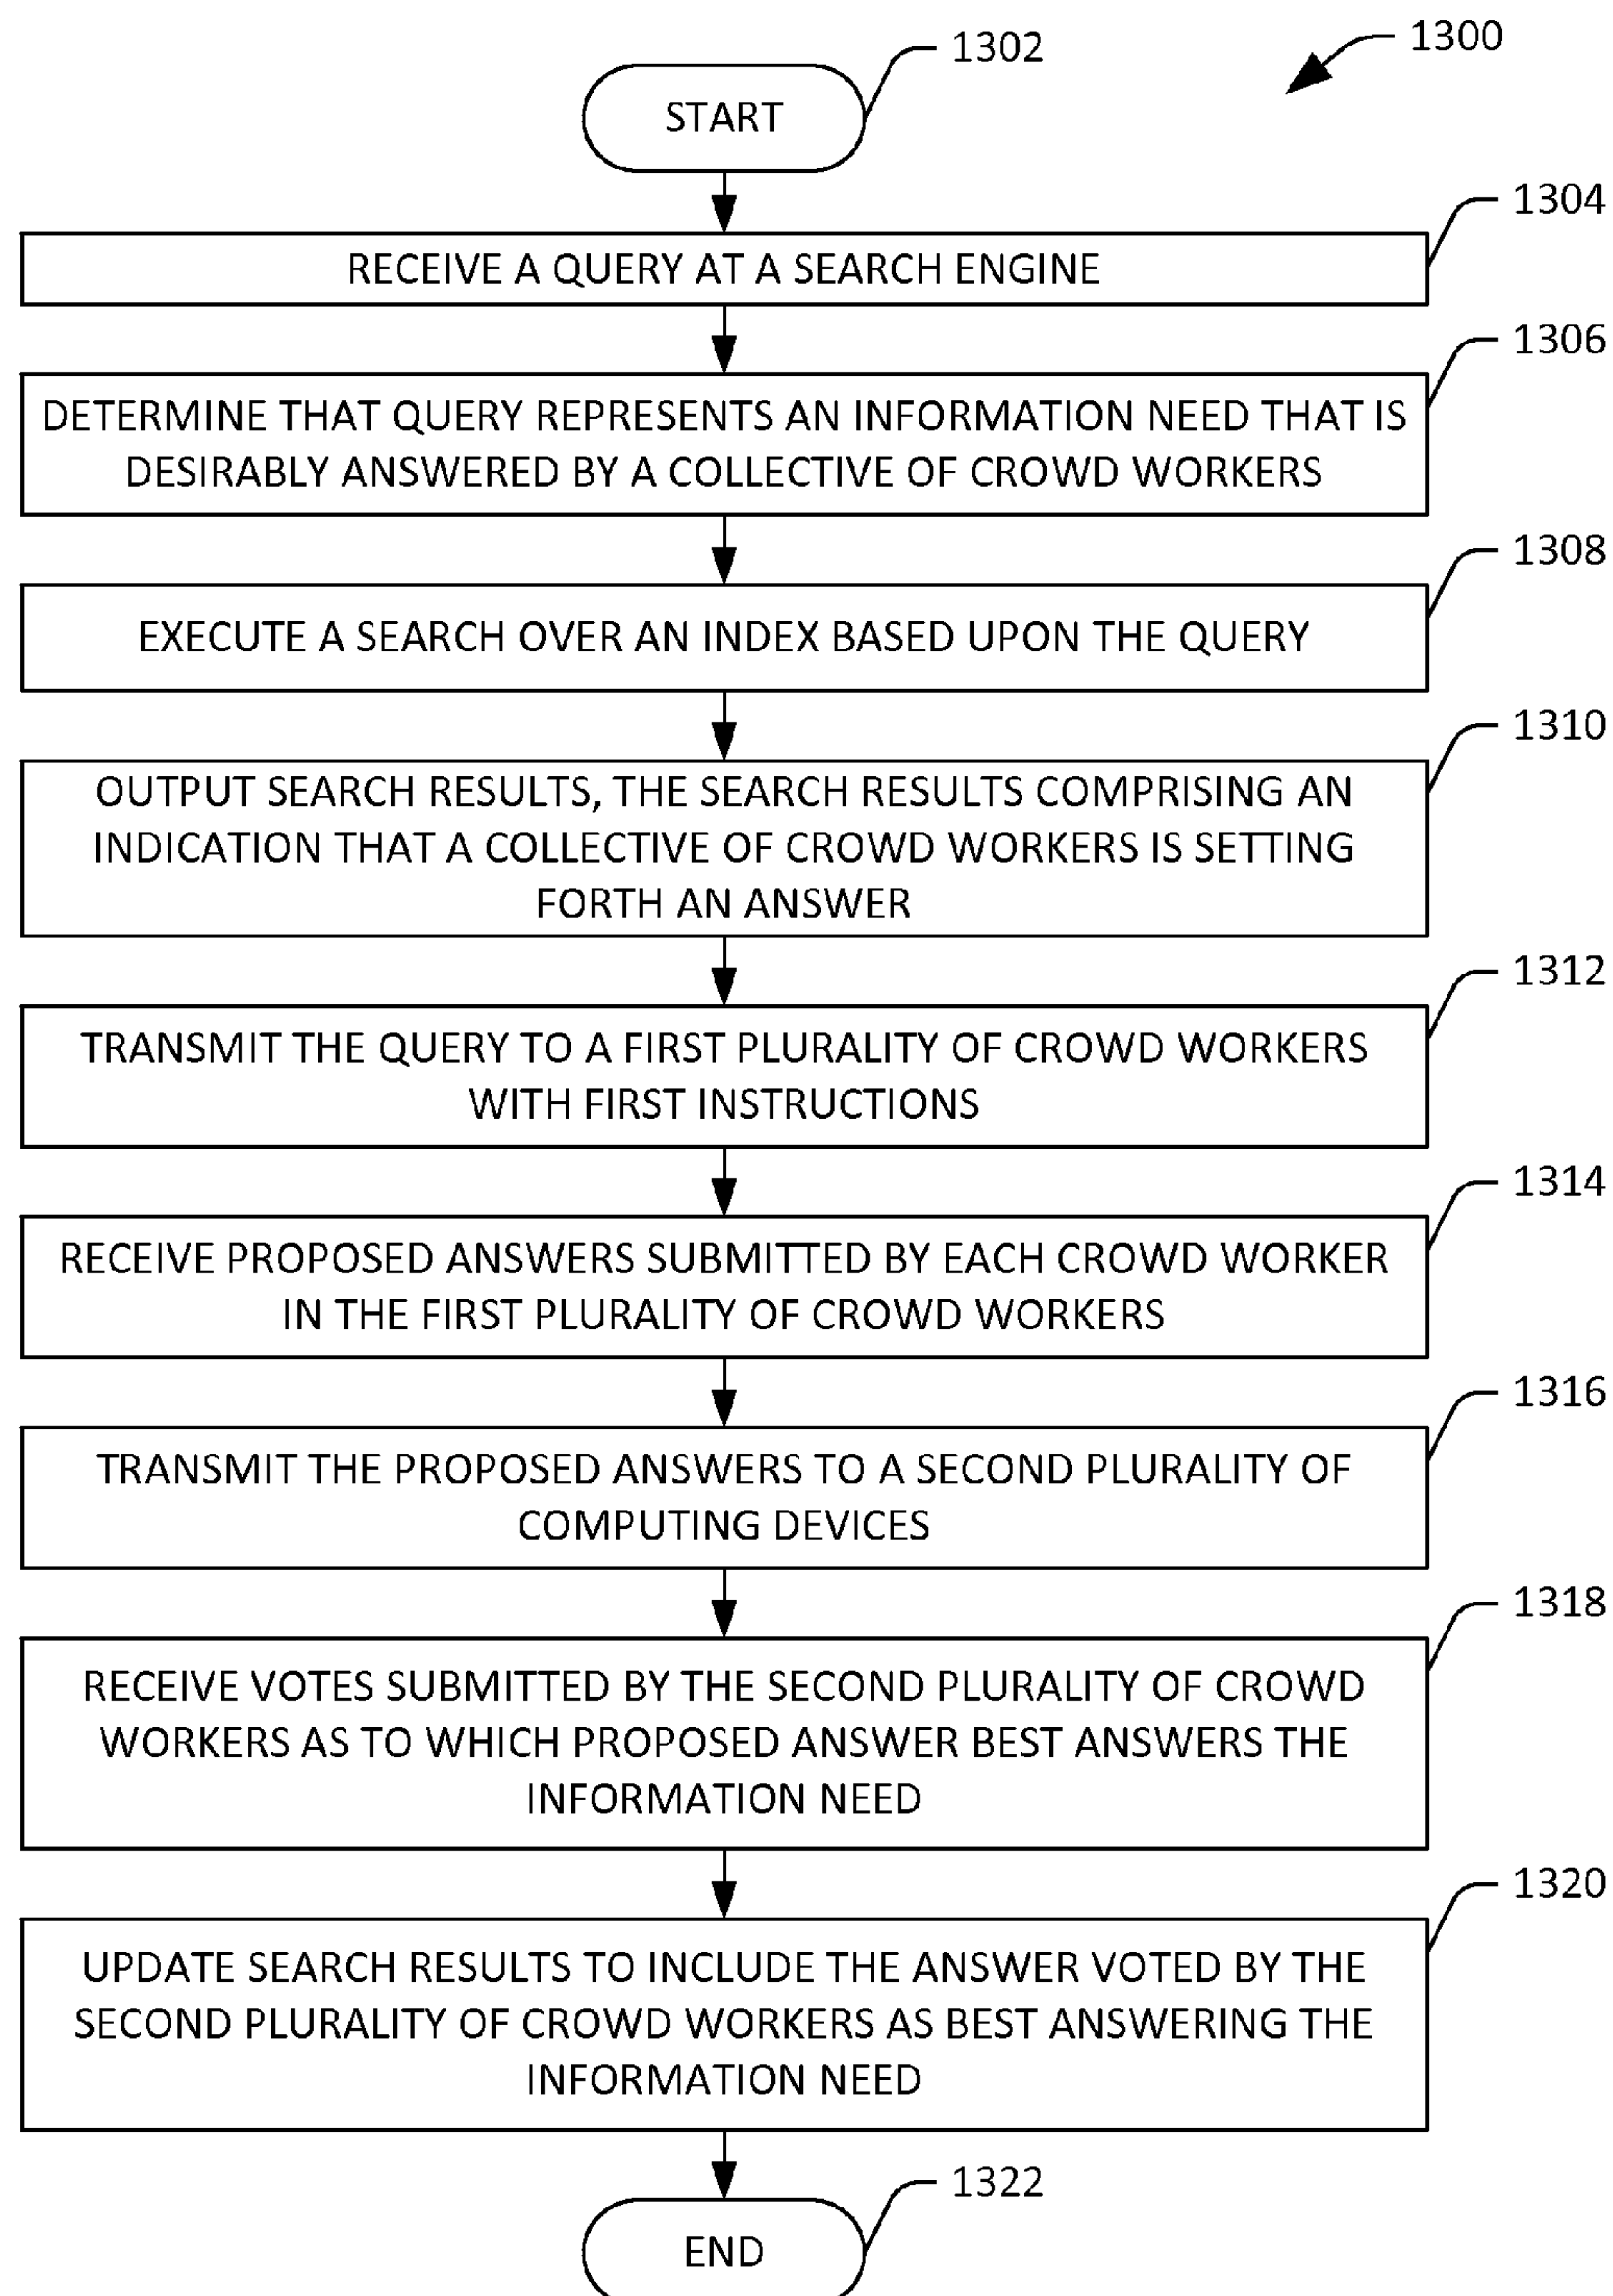 1300
1302
START
1304
RECEIVE A QUERY AT A SEARCH ENGINE
1306
DETERMINE THAT QUERY REPRESENTS AN INFORMATION NEED THAT IS
DESIRABLY ANSWERED BY A COLLECTIVE OF CROWD WORKERS
1308
EXECUTE A SEARCH OVER AN INDEX BASED UPON THE QUERY
1310
OUTPUT SEARCH RESULTS, THE SEARCH RESULTS COMPRISING AN
INDICATION THAT A COLLECTIVE OF CROWD WORKERS IS SETTING
FORTH AN ANSWER
1312
TRANSMIT THE QUERY TO A FIRST PLURALITY OF CROWD WORKERS
WITH FIRST INSTRUCTIONS
1314
RECEIVE PROPOSED ANSWERS SUBMITTED BY EACH CROWD WORKER
IN THE FIRST PLURALITY OF CROWD WORKERS
1316
TRANSMIT THE PROPOSED ANSWERS TO A SECOND PLURALITY OF
COMPUTING DEVICES
1318
RECEIVE VOTES SUBMITTED BY THE SECOND PLURALITY OF CROWD
WORKERS AS TO WHICH PROPOSED ANSWER BEST ANSWERS THE
INFORMATION NEED
1320
UPDATE SEARCH RESULTS TO INCLUDE THE ANSWER VOTED BY THE
SECOND PLURALITY OF CROWD WORKERS AS BEST ANSWERING THE
INFORMATION NEED
1322
END